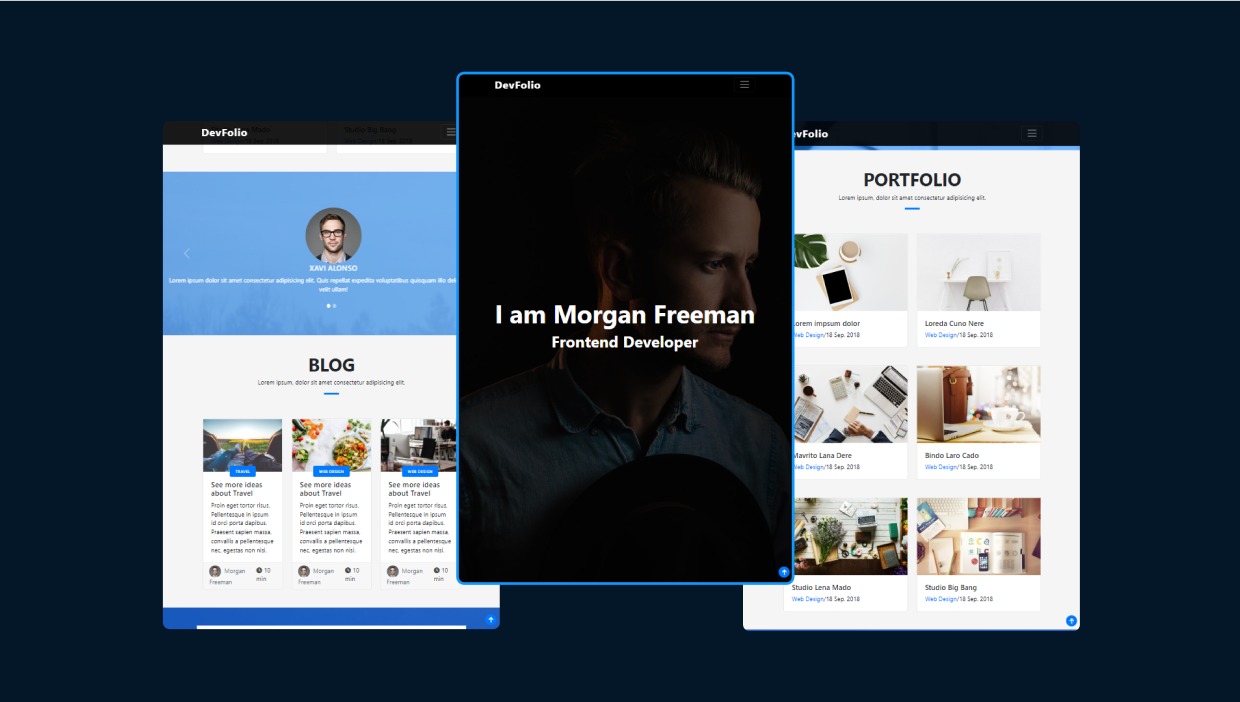 DevFolio
Studio Big Bang
XAVI ALONSO
Lorem ipsum dolor sit amet consectetur adipisicing elit. Quis repellat expedita voluptatibus quisquam illo
velit ullam!
BLOG
Lorem ipsum, dolor sit amet consectetur adipisicing elit.
TRAVEL
See more ideas
about Travel
Proin eget tortor risus.
Pellentesque in ipsum
id orci porta dapibus.
Praesent sapien massa,
convallis a pellentesque
nec, egestas non nisi.
Morgan
Freeman
10
min
WEB DESIGN
See more ideas
about Travel
Proin eget tortor risus.
Pellentesque in ipsum
id orci porta dapibus.
Praesent sapien massa,
convallis a pellentesque
nec, egestas non nisi.
Morgan
Freeman
10
min
WEB DESIGN
See more ideas
about Travel
Proin eget tortor risus.
Pellentesque in ipsum
id orci porta dapibus.
Praesent sapien massa,
convallis a pellentesque
nec, egestas non nisi.
Morgan
Freeman
10
min
DevFolio
I am Morgan Freeman
Frontend Developer
evFolio
PORTFOLIO
Lorem ipsum, dolor sit amet consectetur adipisicing elit.
orem impsum dolor
Web Design/18 Sep. 2018
Loreda Cuno Nere
Web Design/18 Sep. 2018
Mavrito Lana Dere
Web Design/18 Sep. 2018
Bindo Laro Cado
Web Design/18 Sep. 2018
Studio Lena Mado
Web Design/18 Sep. 2018
Studio Big Bang
Web Design/18 Sep. 2018